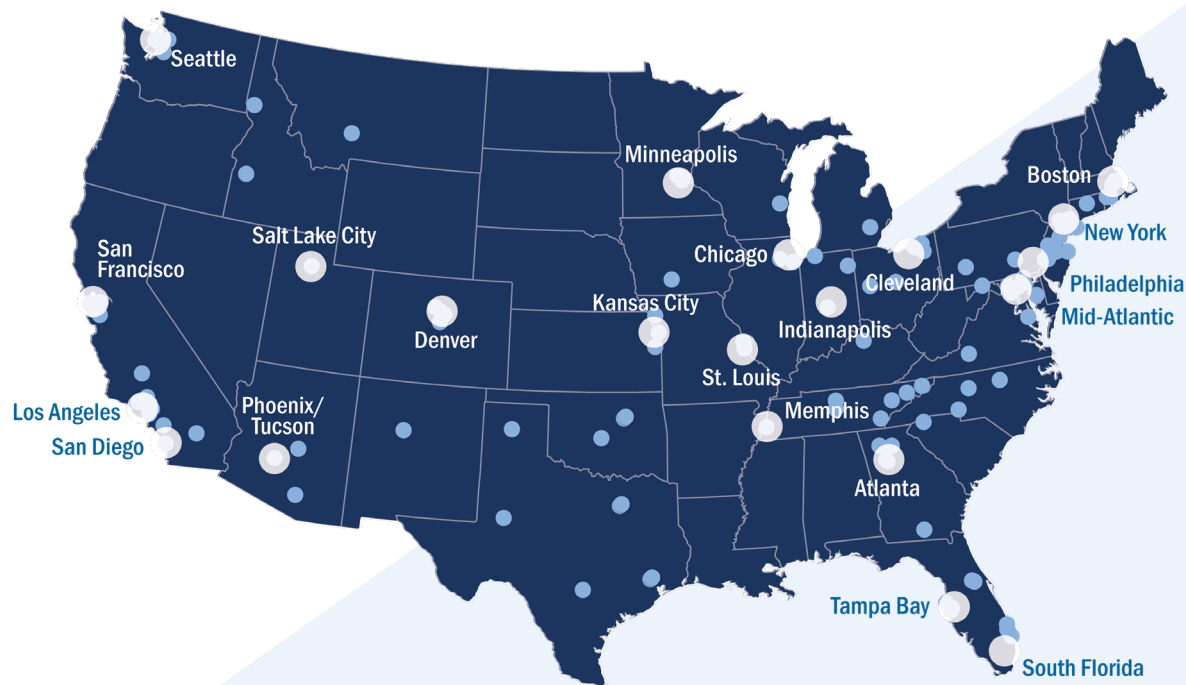 Seattle
Minneapolis
Boston
New York
San
Francisco
Salt Lake City
Chicago
Cleveland
Philadelphia
Kansas City
Mid-Atlantic
Denver
Indianapolis
St. Louis
Los Angeles
Phoenix/
Tucson
Memphis
San Diego
Atlanta
Tampa Bay
South Florida